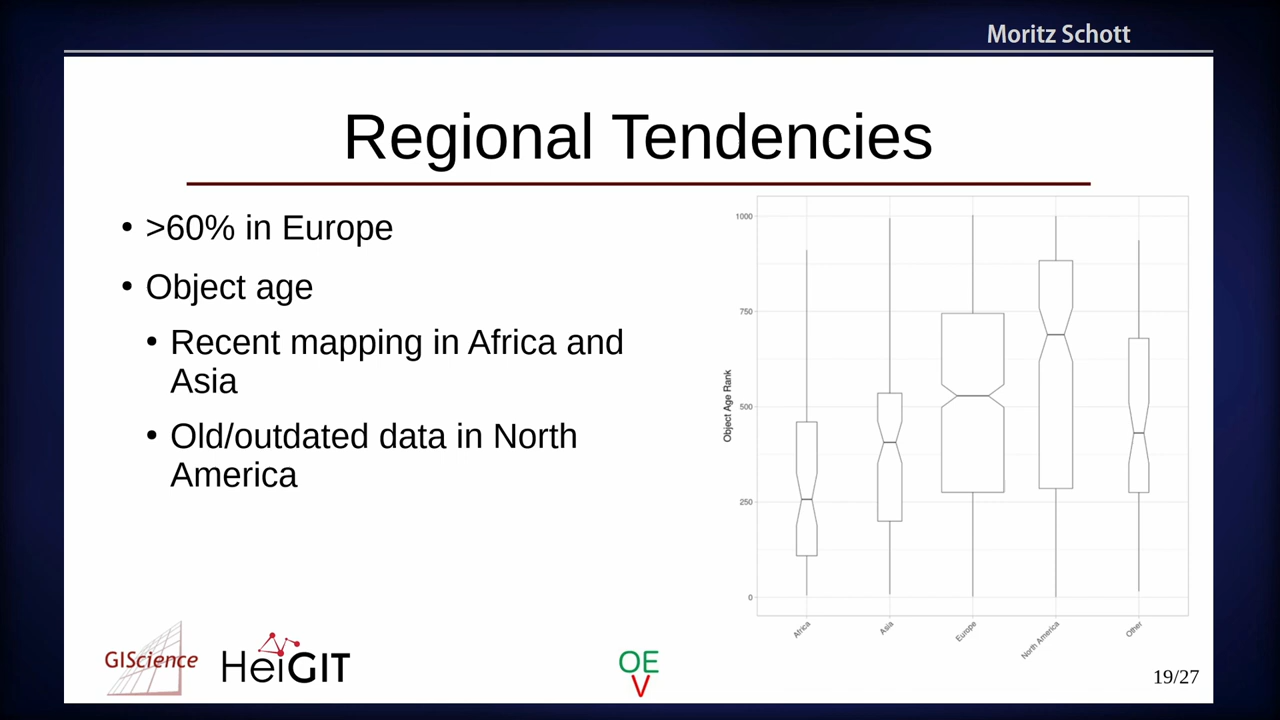 Moritz Schott
Regional Tendencies
• >60% in Europe
• Object age
• Recent mapping in Africa and
Asia
• Old/outdated data in North
America
1000
750
500
250
0
Object Age Rank
Africa
Asia
Europe
North America
Other
GIScience
HeiGIT
OE
V
19/27